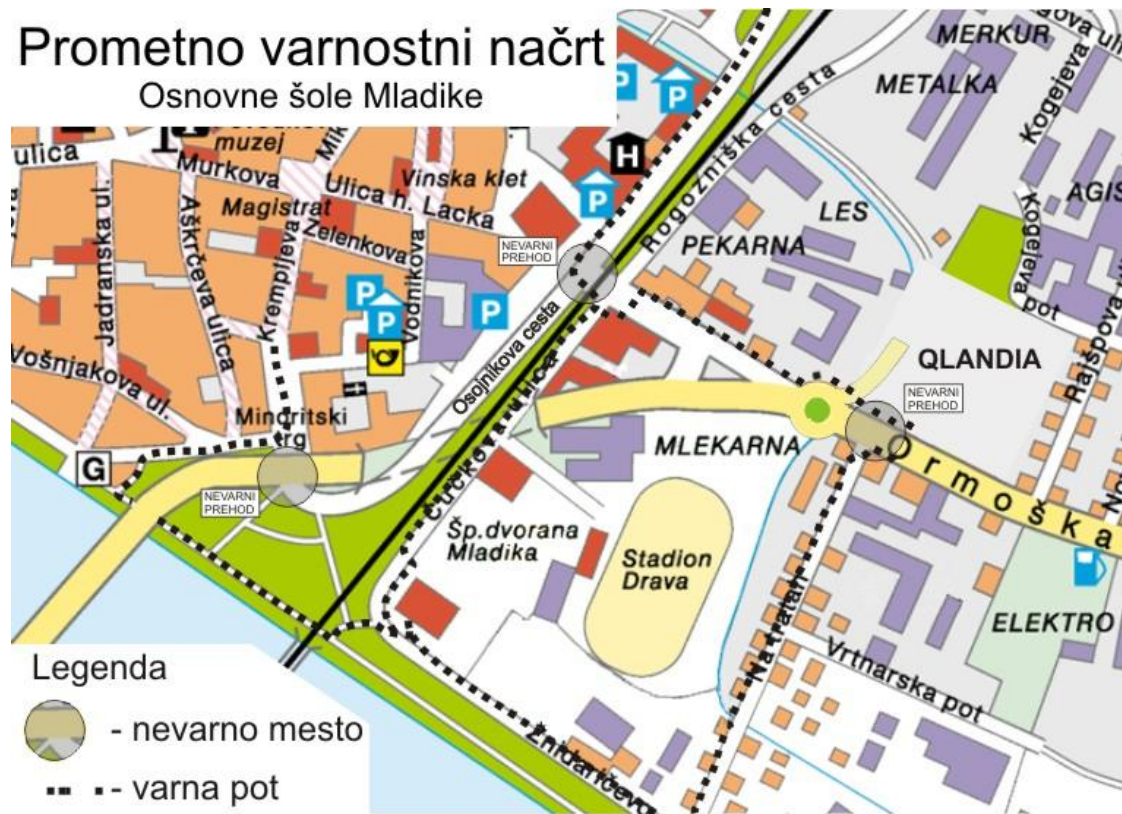 Prometno varnostni načrt
Osnovne šole Mladike
MERKUR
METALKA
Kogejeva
Rogozniška cesta
P
P
H
P
ulica
muzej
Murkova
Ulica h. Lacka
Vinska klet
Magistrat
Zelenkova
Jadranska ul.
Aškrčeva ulica
Krempljeva
Vodnikova
LES
PEKARNA
AGIS
Kogejeva
pot
NEVARNI
PREHOD
P
P
P
Osojnikova cesta
Vošnjakova ul.
QLANDIA
Rajšpova
NEVARNI
PREHOD
Minoritski
trg
G
NEVARNI
PREHOD
MLEKARNA
Ormoška
Šp.dvorana
Mladika
Stadion
Drava
Na tratah
ELEKTRO
Vrtnarska pot
Žnidaričevo
Legenda
- nevarno mesto
- varna pot